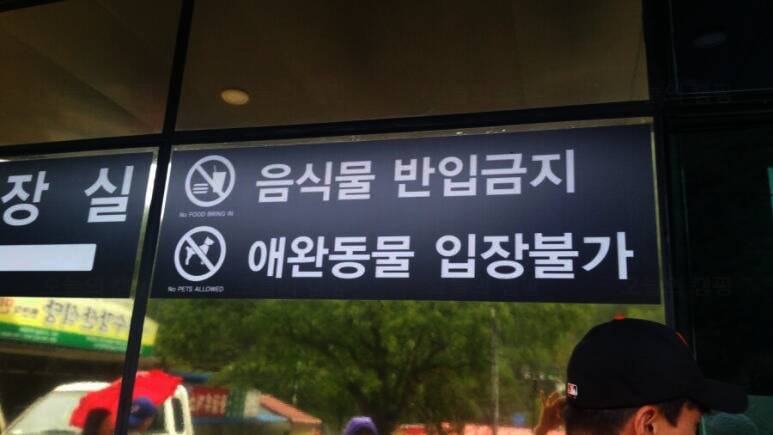 장 실
음식물 반입금지
No FOOD BRING IN
애완동물 입장불가
No PETS ALLOWED